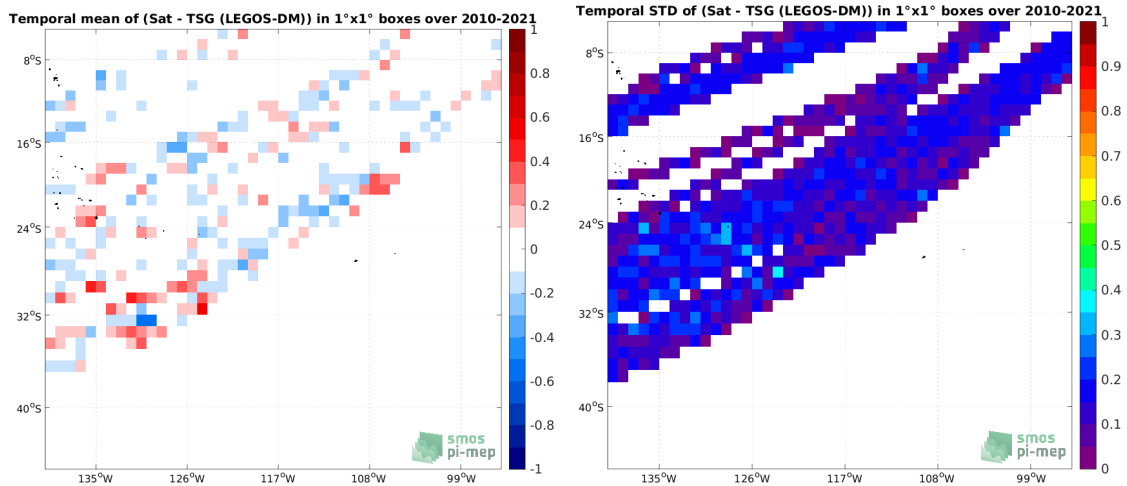 Temporal mean of (Sat - TSG (LEGOS-DM)) in 1°x1° boxes over 2010-2021
8°S
16°S
24°S
32°S
40°S
135°W 126°W 117°W 108°W 99°W
1
0.8
0.6
0.4
0.2
0
-0.2
-0.4
-0.6
-0.8
-1
smos
pi-mep
Temporal STD of (Sat - TSG (LEGOS-DM)) in 1°x1° boxes over 2010-2021
8°S
16°S
24°S
32°S
40°S
135°W 126°W 117°W 108°W 99°W
1
0.9
0.8
0.7
0.6
0.5
0.4
0.3
0.2
0.1
0
smos
pi-mep